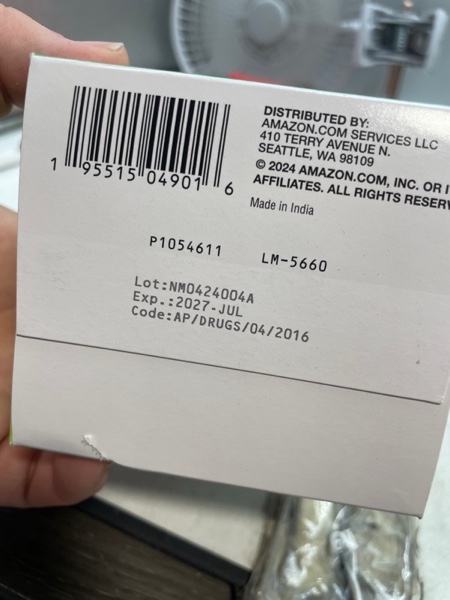 1 95515 04901 6
DISTRIBUTED BY:
AMAZON.COM SERVICES LLC
410 TERRY AVENUE N.
SEATTLE, WA 98109
© 2024 AMAZON.COM, INC. OR I
AFFILIATES. ALL RIGHTS RESERV
Made in India
P1054611 LM-5660
Lot:NM0424004A
Exp.:2027-JUL
Code:AP/DRUGS/04/2016